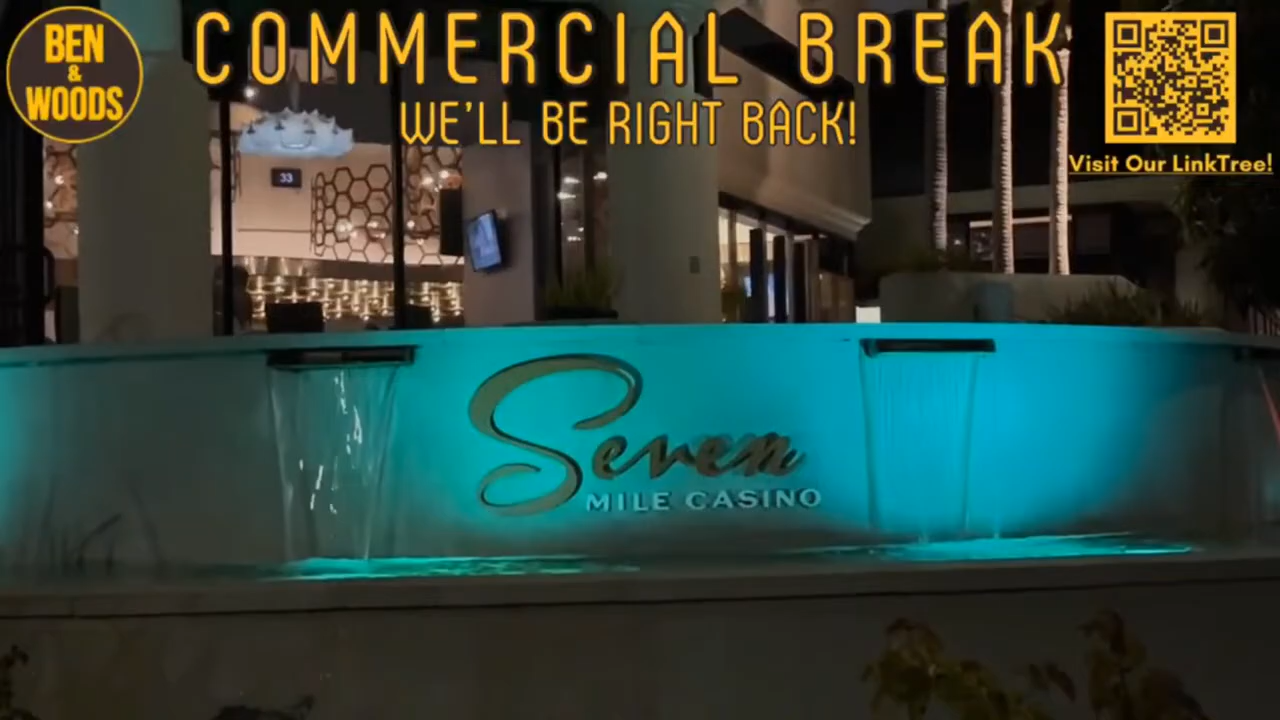 BEN
&
WOODS
COMMERCIAL BREAK
WE'LL BE RIGHT BACK!
Visit Our LinkTree!
33
Seven
MILE CASINO